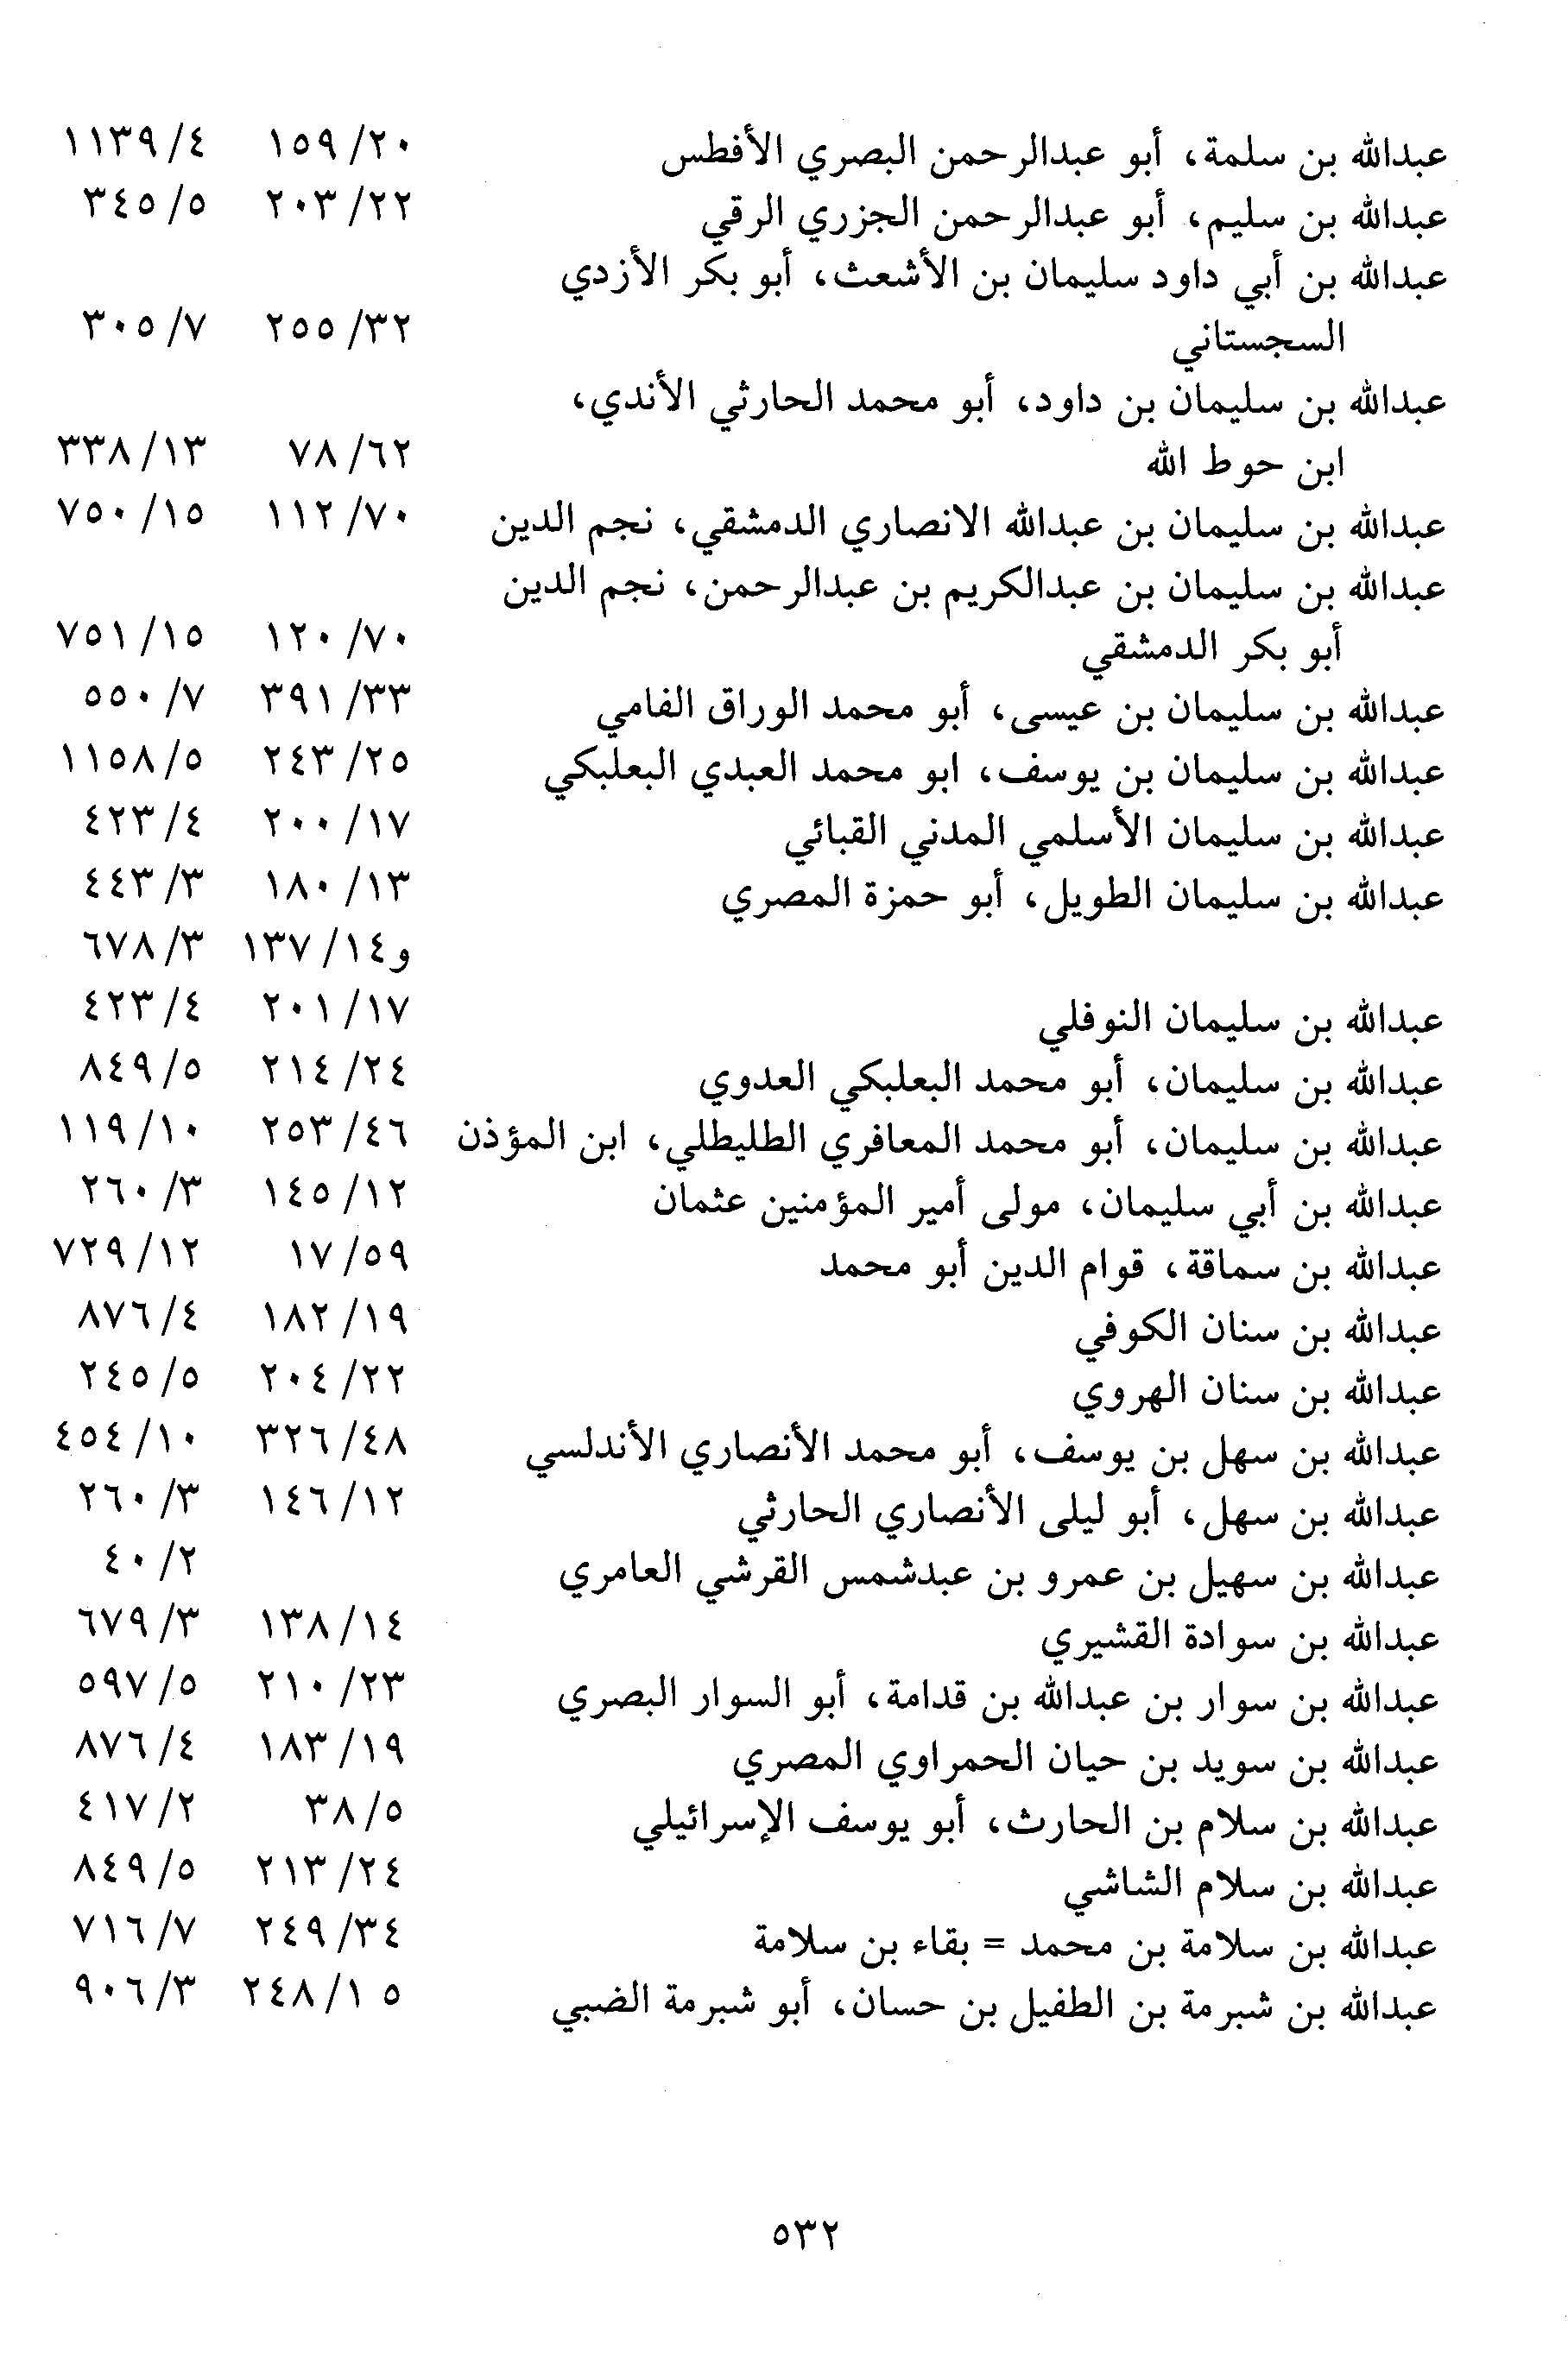 عبدالله بن سلمة، أبو عبدالرحمن البصري الأفطس ٢٠/ ١٥٩ ٤/ ١١٣٩
عبدالله بن سليم، أبو عبدالرحمن الجزري الرقي ٢٢/ ٢٠٣ ٥/ ٣٤٥
عبدالله بن أبي داود سليمان بن الأشعث، أبو بكر الأزدي
السجستاني ٣٢/ ٢٥٥ ٧/ ٣٠٥
عبدالله بن سليمان بن داود، أبو محمد الحارثي الأندي،
ابن حوط الله ٦٢/ ٧٨ ١٣/ ٣٣٨
عبدالله بن سليمان بن عبدالله الانصاري الدمشقي، نجم الدين ٧٠/ ١١٢ ١٥/ ٧٥٠
عبدالله بن سليمان بن عبدالكريم بن عبدالرحمن، نجم الدين
أبو بكر الدمشقي ٧٠/ ١٢٠ ١٥/ ٧٥١
عبدالله بن سليمان بن عيسى، أبو محمد الوراق الفامي ٣٣/ ٣٩١ ٧/ ٥٥٠
عبدالله بن سليمان بن يوسف، ابو محمد العبدي البعلبكي ٢٥/ ٢٤٣ ٥/ ١١٥٨
عبدالله بن سليمان الأسلمي المدني القبائي ١٧/ ٢٠٠ ٤/ ٤٢٣
عبدالله بن سليمان الطويل، أبو حمزة المصري ١٣/ ١٨٠ ٣/ ٤٤٣
و١٤/ ١٣٧ ٣/ ٦٧٨
عبدالله بن سليمان النوفلي ١٧/ ٢٠١ ٤/ ٤٢٣
عبدالله بن سليمان، أبو محمد البعلبكي العدوي ٢٤/ ٢١٤ ٥/ ٨٤٩
عبدالله بن سليمان، أبو محمد المعافري الطليطلي، ابن المؤذن ٤٦/ ٢٥٣ ١٠/ ١١٩
عبدالله بن أبي سليمان، مولى أمير المؤمنين عثمان ١٢/ ١٤٥ ٣/ ٢٦٠
عبدالله بن سماقة، قوام الدين أبو محمد ٥٩/ ١٧ ١٢/ ٧٢٩
عبدالله بن سنان الكوفي ١٩/ ١٨٢ ٤/ ٨٧٦
عبدالله بن سنان الهروي ٢٢/ ٢٠٤ ٥/ ٢٤٥
عبدالله بن سهل بن يوسف، أبو محمد الأنصاري الأندلسي ٤٨/ ٣٢٦ ١٠/ ٤٥٤
عبدالله بن سهل، أبو ليلى الأنصاري الحارثي ١٢/ ١٤٦ ٣/ ٢٦٠
عبدالله بن سهيل بن عمرو بن عبدشمس القرشي العامري ٢/ ٤٠
عبدالله بن سوادة القشيري ١٤/ ١٣٨ ٣/ ٦٧٩
عبدالله بن سوار بن عبدالله بن قدامة، أبو السوار البصري ٢٣/ ٢١٠ ٥/ ٥٩٧
عبدالله بن سويد بن حيان الحمراوي المصري ١٩/ ١٨٣ ٤/ ٨٧٦
عبدالله بن سلام بن الحارث، أبو يوسف الإسرائيلي ٥/ ٣٨ ٢/ ٤١٧
عبدالله بن سلام الشاشي ٢٤/ ٢١٣ ٥/ ٨٤٩
عبدالله بن سلامة بن محمد = بقاء بن سلامة ٣٤/ ٢٤٩ ٧/ ٧١٦
عبدالله بن شبرمة بن الطفيل بن حسان، أبو شبرمة الضبي ١٥/ ٢٤٨ ٣/ ٩٠٦
٥٣٢